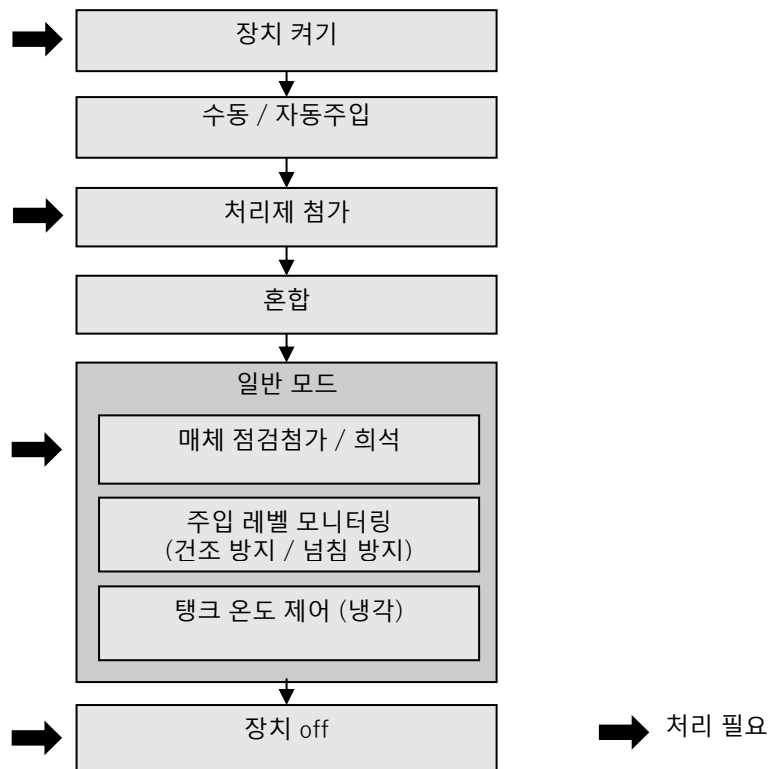 장치 켜기
수동 / 자동주입
처리제 첨가
혼합
일반 모드
매체 점검첨가 / 희석
주입 레벨 모니터링
(건조 방지 / 넘침 방지)
탱크 온도 제어 (냉각)
장치 off
처리 필요